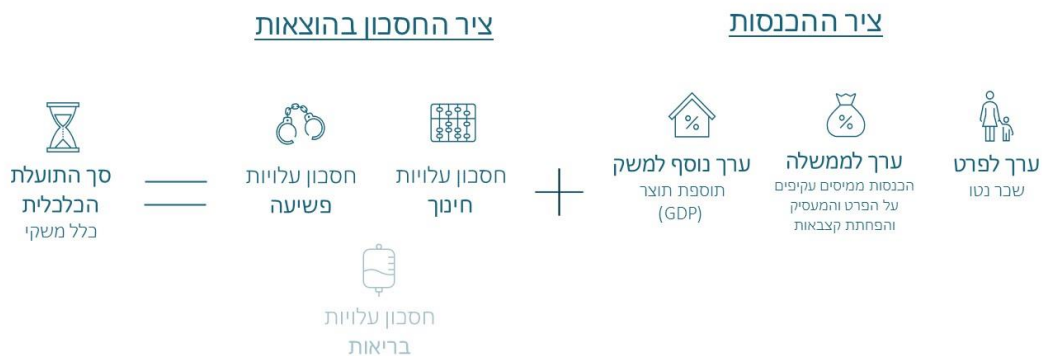 ציר ההכנסות
ציר החסכון בהוצאות
ערך לפרט
שכר נטו
ערך לממשלה
הכנסות ממיסים עקיפים
על הפרט והמעסיק
והפחתת קצבאות
%
ערך נוסף למשק
תוספת תוצר
(GDP)
%
+
חסכון עלויות
חינוך
חסכון עלויות
פשיעה
חסכון עלויות
בריאות
=
סך התועלת
הכלכלית
כלל משקי